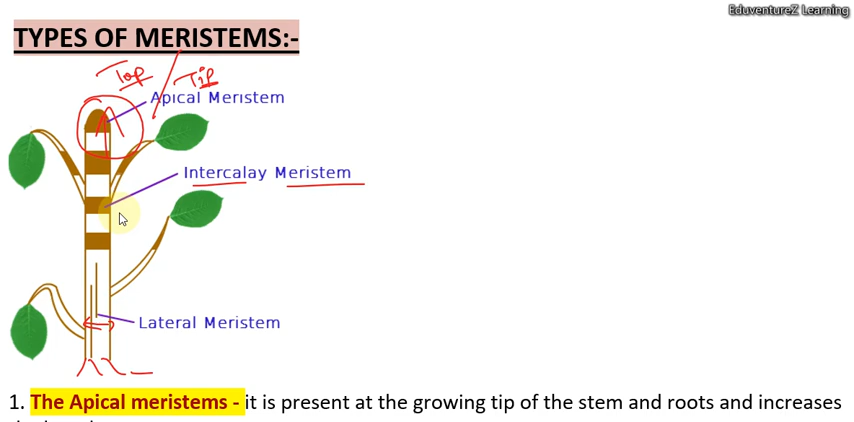 EduventureZ Learning
TYPES OF MERISTEMS:-
Top
Tip
Apical Meristem
Intercalay Meristem
Lateral Meristem
1. The Apical meristems - it is present at the growing tip of the stem and roots and increases